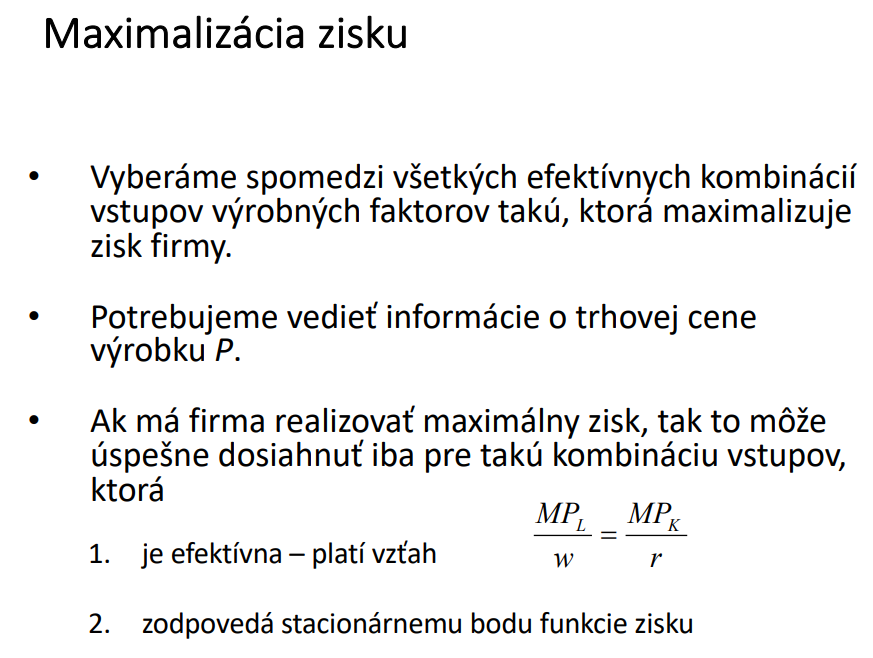 Maximalizácia zisku
• Vyberáme spomedzi všetkých efektívnych kombinácií
vstupov výrobných faktorov takú, ktorá maximalizuje
zisk firmy.
• Potrebujeme vedieť informácie o trhovej cene
výrobku P.
• Ak má firma realizovať maximálny zisk, tak to môže
úspešne dosiahnuť iba pre takú kombináciu vstupov,
ktorá
1. je efektívna – platí vzťah MP_L / w = MP_K / r
2. zodpovedá stacionárnemu bodu funkcie zisku